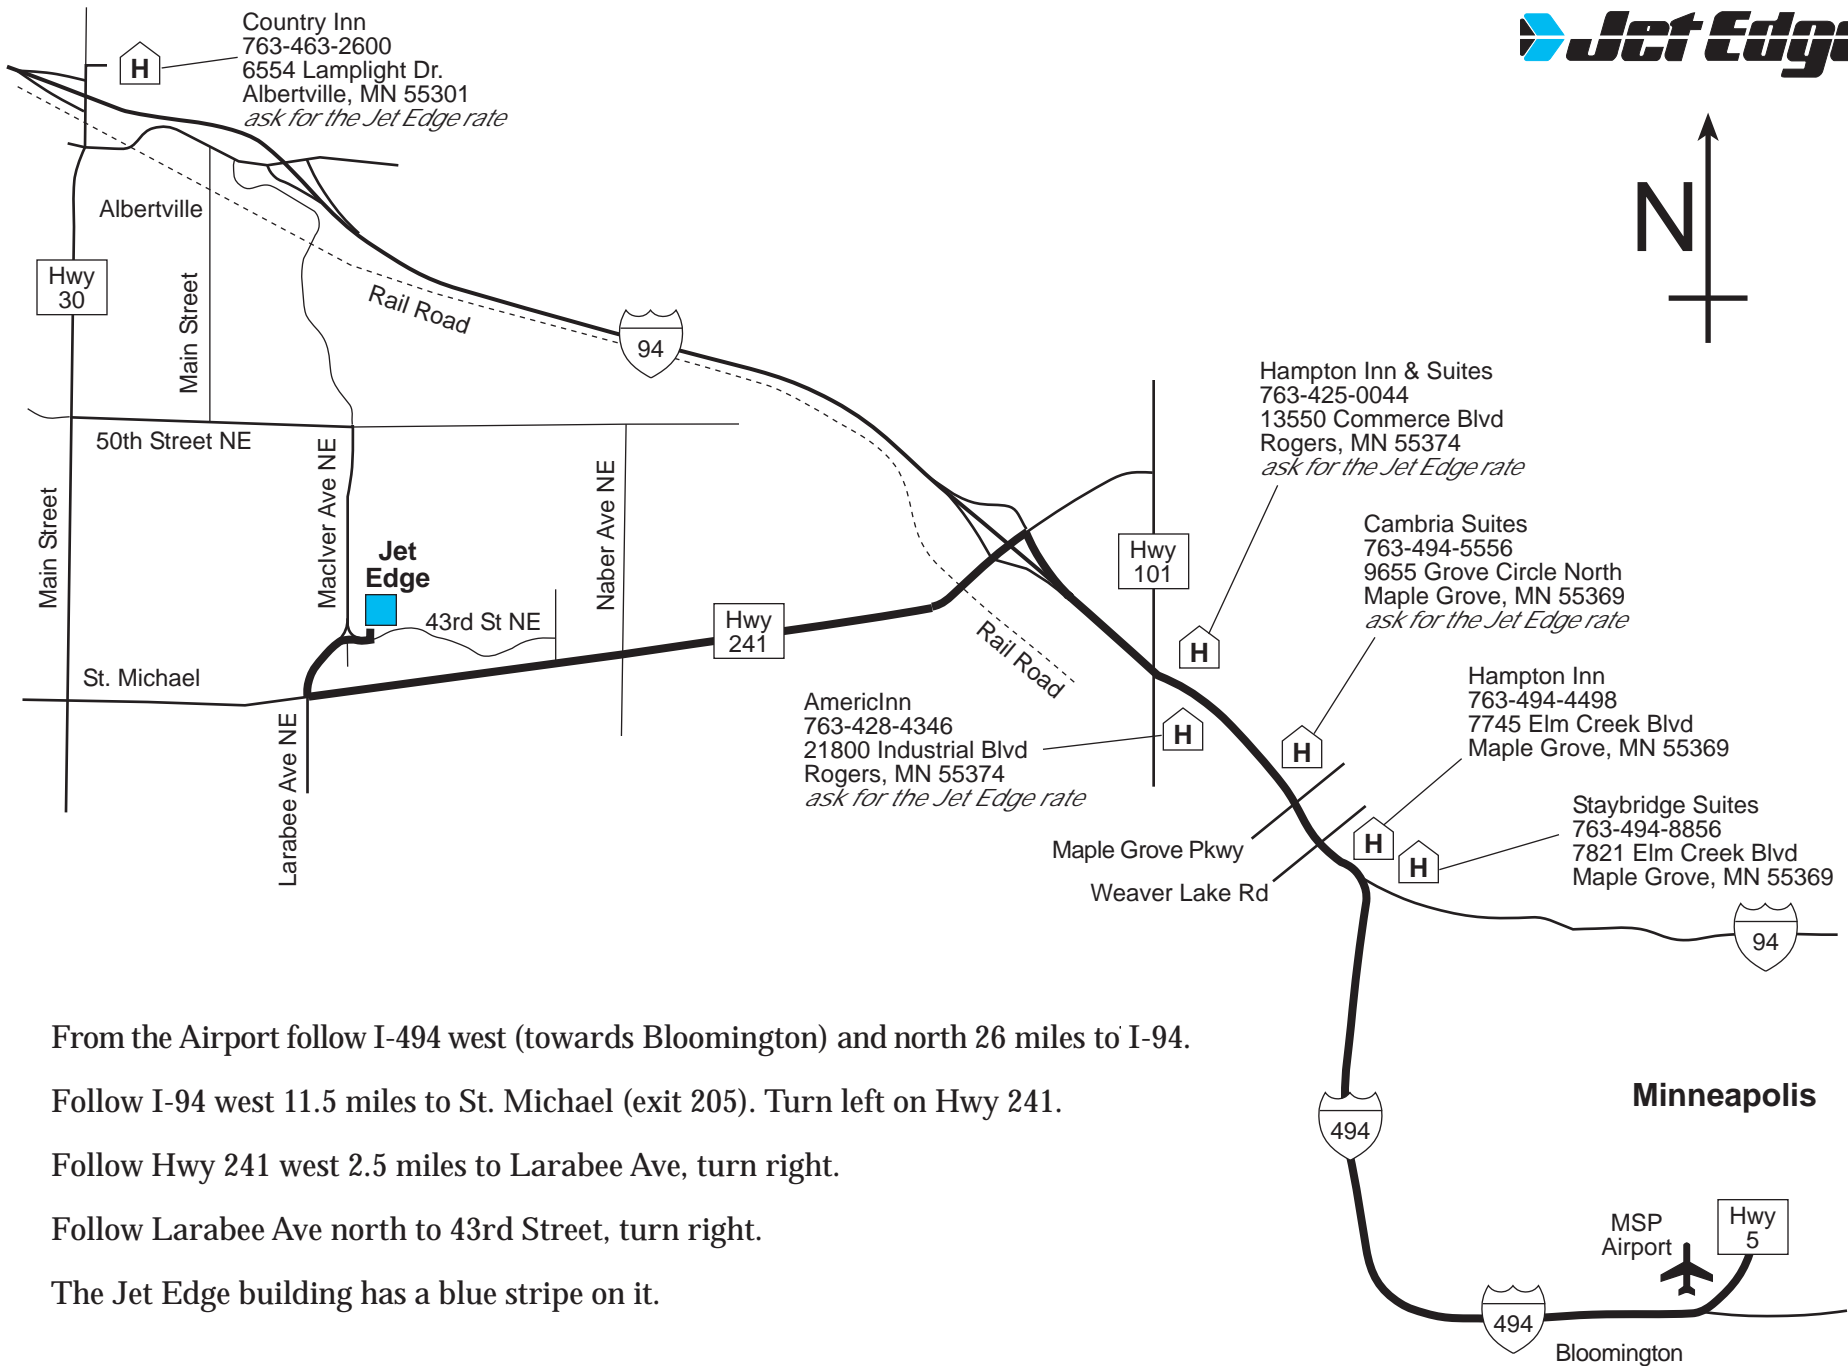 Jet Edge
Country Inn
763-463-2600
6554 Lamplight Dr.
Albertville, MN 55301
ask for the Jet Edge rate
H
N
Albertville
Hwy
30
Main Street
Rail Road
94
50th Street NE
Main Street
MacIver Ave NE
Jet
Edge
43rd St NE
Naber Ave NE
Hwy
241
St. Michael
Larabee Ave NE
Rail Road
Hwy
101
Hampton Inn & Suites
763-425-0044
13550 Commerce Blvd
Rogers, MN 55374
ask for the Jet Edge rate
H
Cambria Suites
763-494-5556
9655 Grove Circle North
Maple Grove, MN 55369
ask for the Jet Edge rate
H
AmericInn
763-428-4346
21800 Industrial Blvd
Rogers, MN 55374
ask for the Jet Edge rate
H
Hampton Inn
763-494-4498
7745 Elm Creek Blvd
Maple Grove, MN 55369
H
Staybridge Suites
763-494-8856
7821 Elm Creek Blvd
Maple Grove, MN 55369
H
Maple Grove Pkwy
Weaver Lake Rd
94
From the Airport follow I-494 west (towards Bloomington) and north 26 miles to I-94.
Follow I-94 west 11.5 miles to St. Michael (exit 205). Turn left on Hwy 241.
Follow Hwy 241 west 2.5 miles to Larabee Ave, turn right.
Follow Larabee Ave north to 43rd Street, turn right.
The Jet Edge building has a blue stripe on it.
Minneapolis
494
MSP
Airport
Hwy
5
494
Bloomington